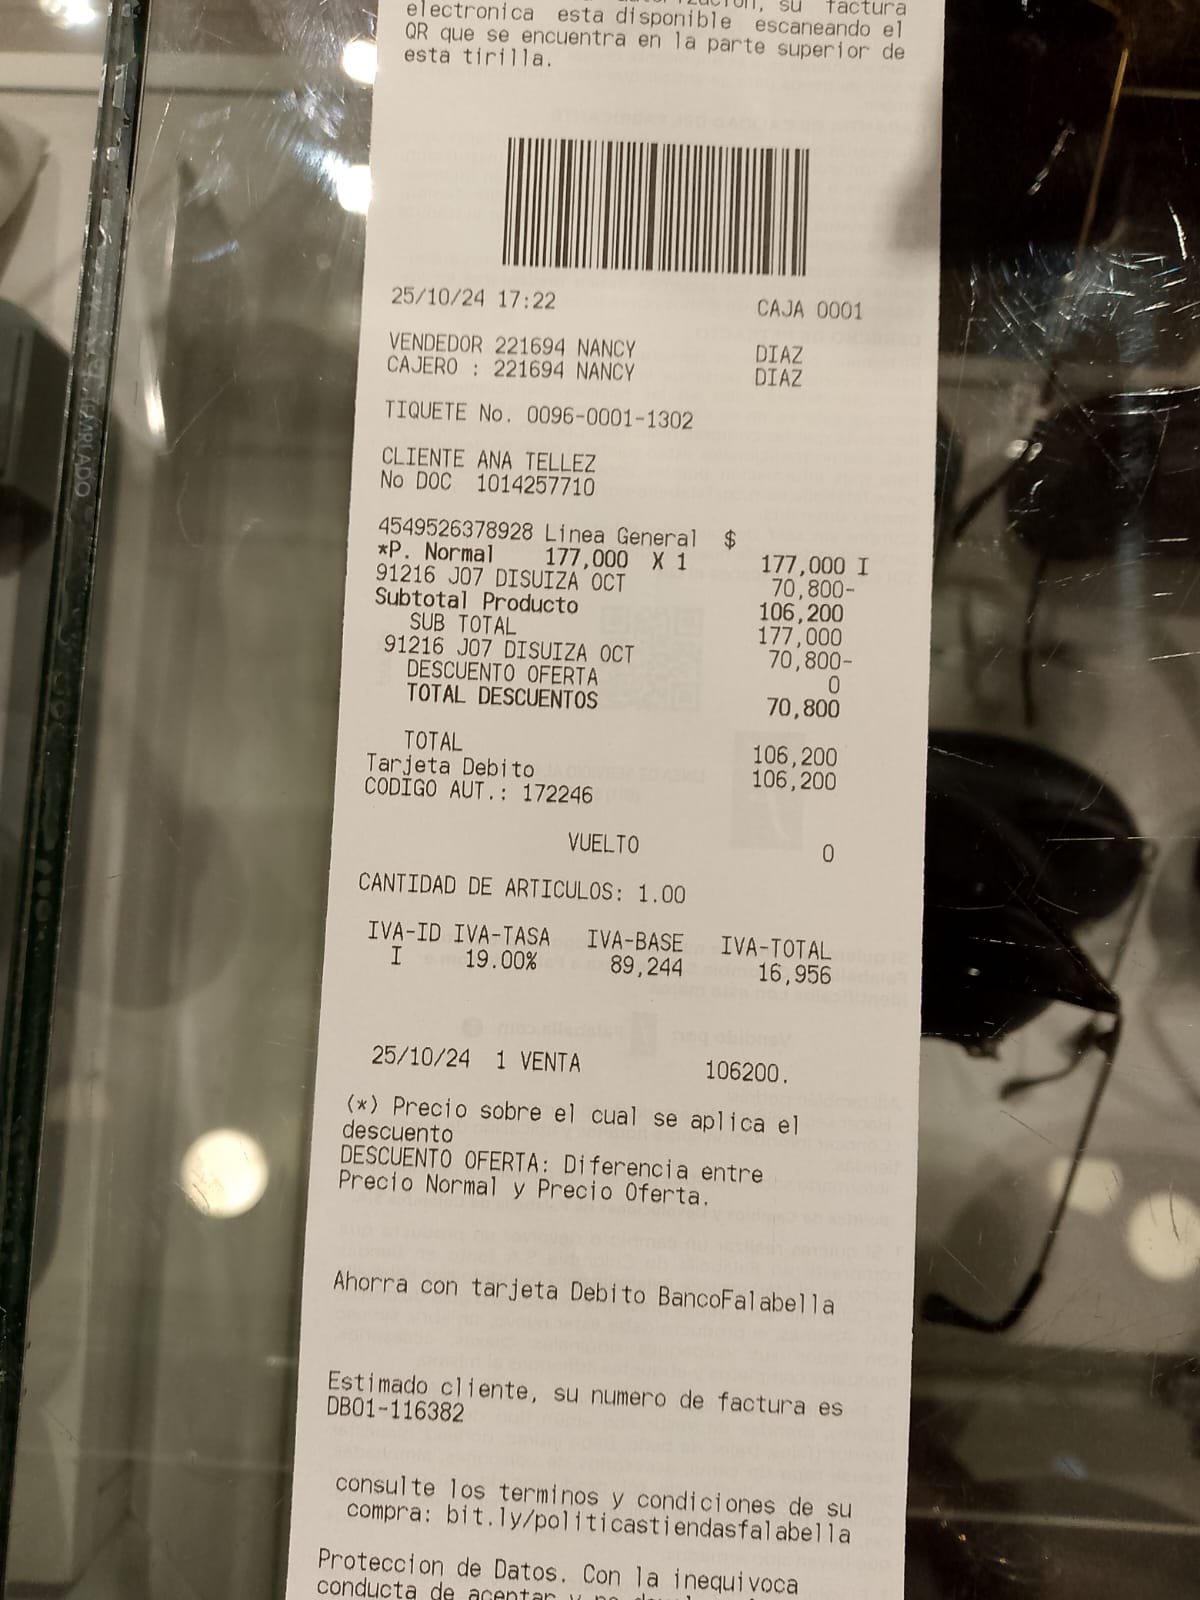 su factura
electronica esta disponible escaneando el
QR que se encuentra en la parte superior de
esta tirilla.
25/10/24 17:22 CAJA 0001
VENDEDOR 221694 NANCY DIAZ
CAJERO : 221694 NANCY DIAZ
TIQUETE No. 0096-0001-1302
CLIENTE ANA TELLEZ
No DOC 1014257710
4549526378928 Linea General $
*P. Normal 177,000 X 1 177,000 I
91216 J07 DISUIZA OCT 70,800-
Subtotal Producto 106,200
SUB TOTAL 177,000
91216 J07 DISUIZA OCT 70,800-
DESCUENTO OFERTA 0
TOTAL DESCUENTOS 70,800
TOTAL 106,200
Tarjeta Debito 106,200
CODIGO AUT.: 172246
VUELTO 0
CANTIDAD DE ARTICULOS: 1.00
IVA-ID IVA-TASA IVA-BASE IVA-TOTAL
I 19.00% 89,244 16,956
25/10/24 1 VENTA 106200.
(*) Precio sobre el cual se aplica el
descuento
DESCUENTO OFERTA: Diferencia entre
Precio Normal y Precio Oferta.
Ahorra con tarjeta Debito BancoFalabella
Estimado cliente, su numero de factura es
DB01-116382
consulte los terminos y condiciones de su
compra: bit.ly/politicastiendasfalabella
Proteccion de Datos. Con la inequivoca
conducta de aceptar y no